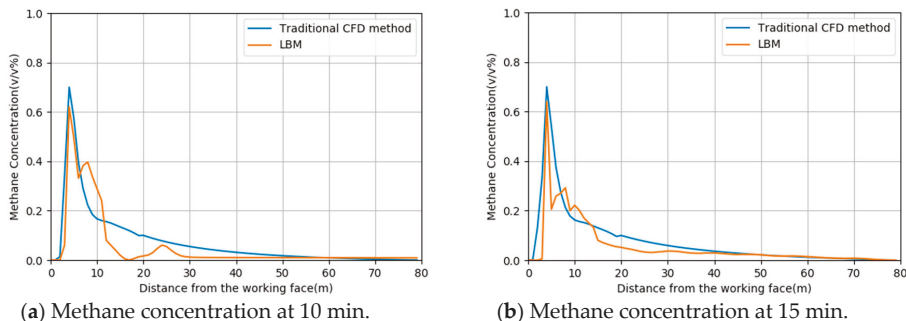 1.0
0.8
0.6
0.4
0.2
0.0
Methane Concentration(v/v%)
Traditional CFD method
LBM
0 10 20 30 40 50 60 70 80
Distance from the working face(m)
(a) Methane concentration at 10 min.
1.0
0.8
0.6
0.4
0.2
0.0
Methane Concentration(v/v%)
Traditional CFD method
LBM
0 10 20 30 40 50 60 70 80
Distance from the working face(m)
(b) Methane concentration at 15 min.